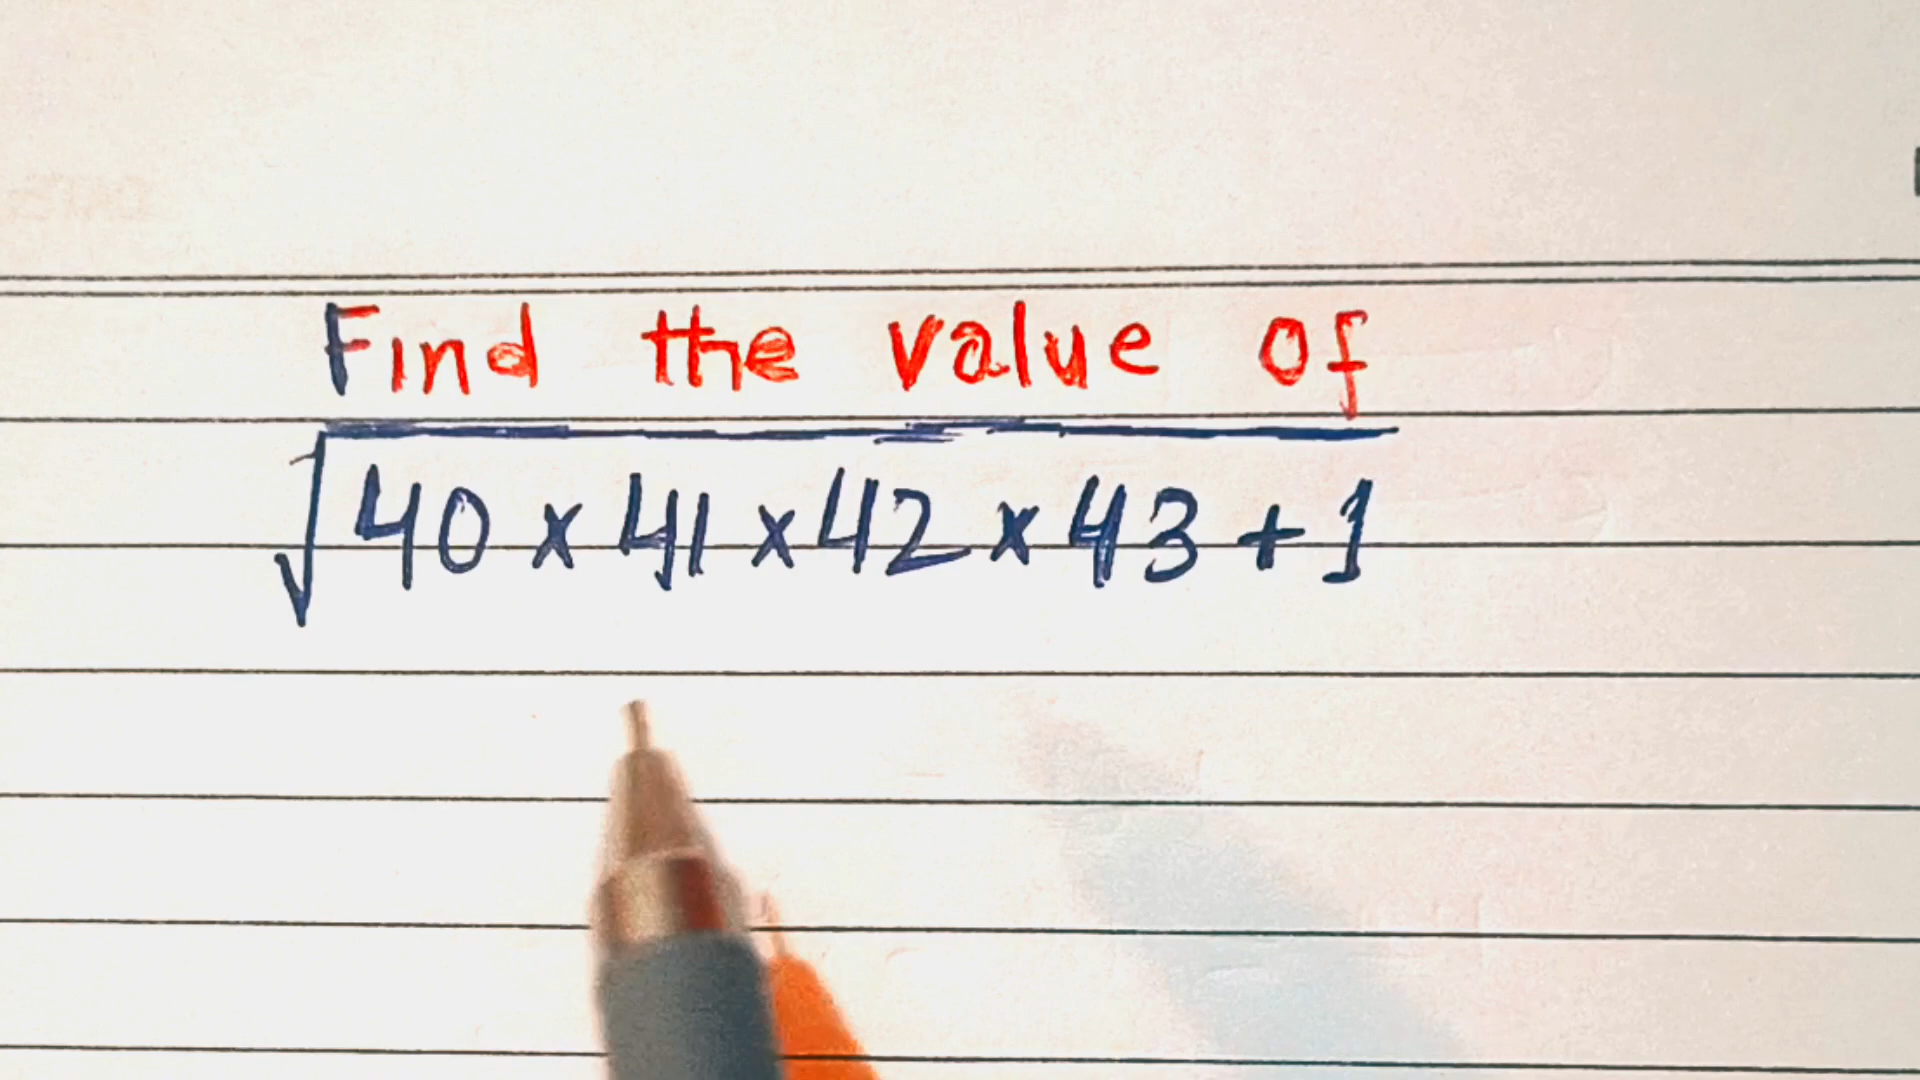 Find the value of
√40 × 41 × 42 × 43 + 1